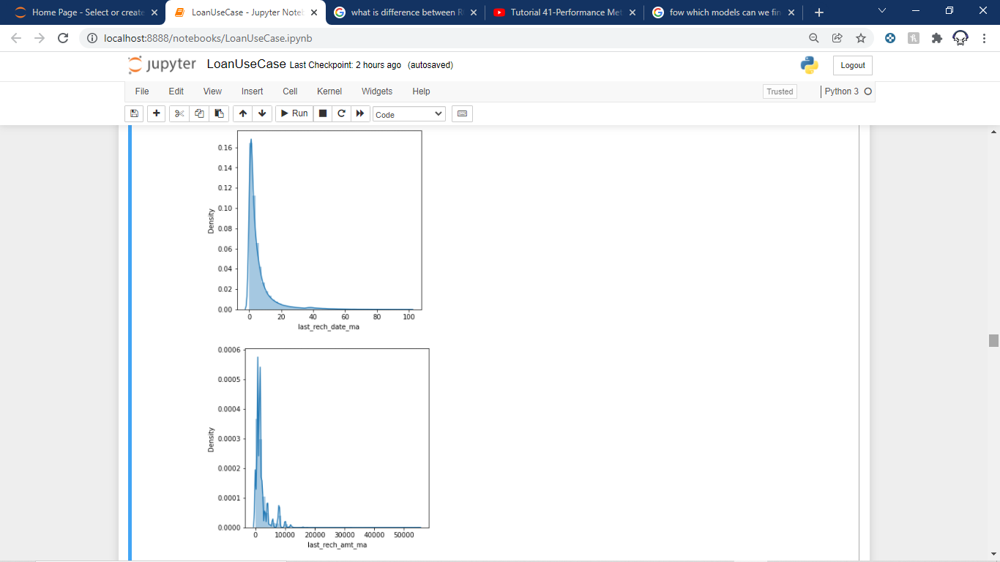 Home Page - Select or create
LoanUseCase - Jupyter Note
what is difference between R
Tutorial 41-Performance Met
fow which models can we fin
localhost:8888/notebooks/LoanUseCase.ipynb
jupyter LoanUseCase Last Checkpoint: 2 hours ago (autosaved)
Logout
File Edit View Insert Cell Kernel Widgets Help
Trusted
Python 3
Run
Code
0.16
0.14
0.12
0.10
0.08
0.06
0.04
0.02
0.00
Density
0 20 40 60 80 100
last_rech_date_ma
0.0006
0.0005
0.0004
0.0003
0.0002
0.0001
0.0000
Density
0 10000 20000 30000 40000 50000
last_rech_amt_ma